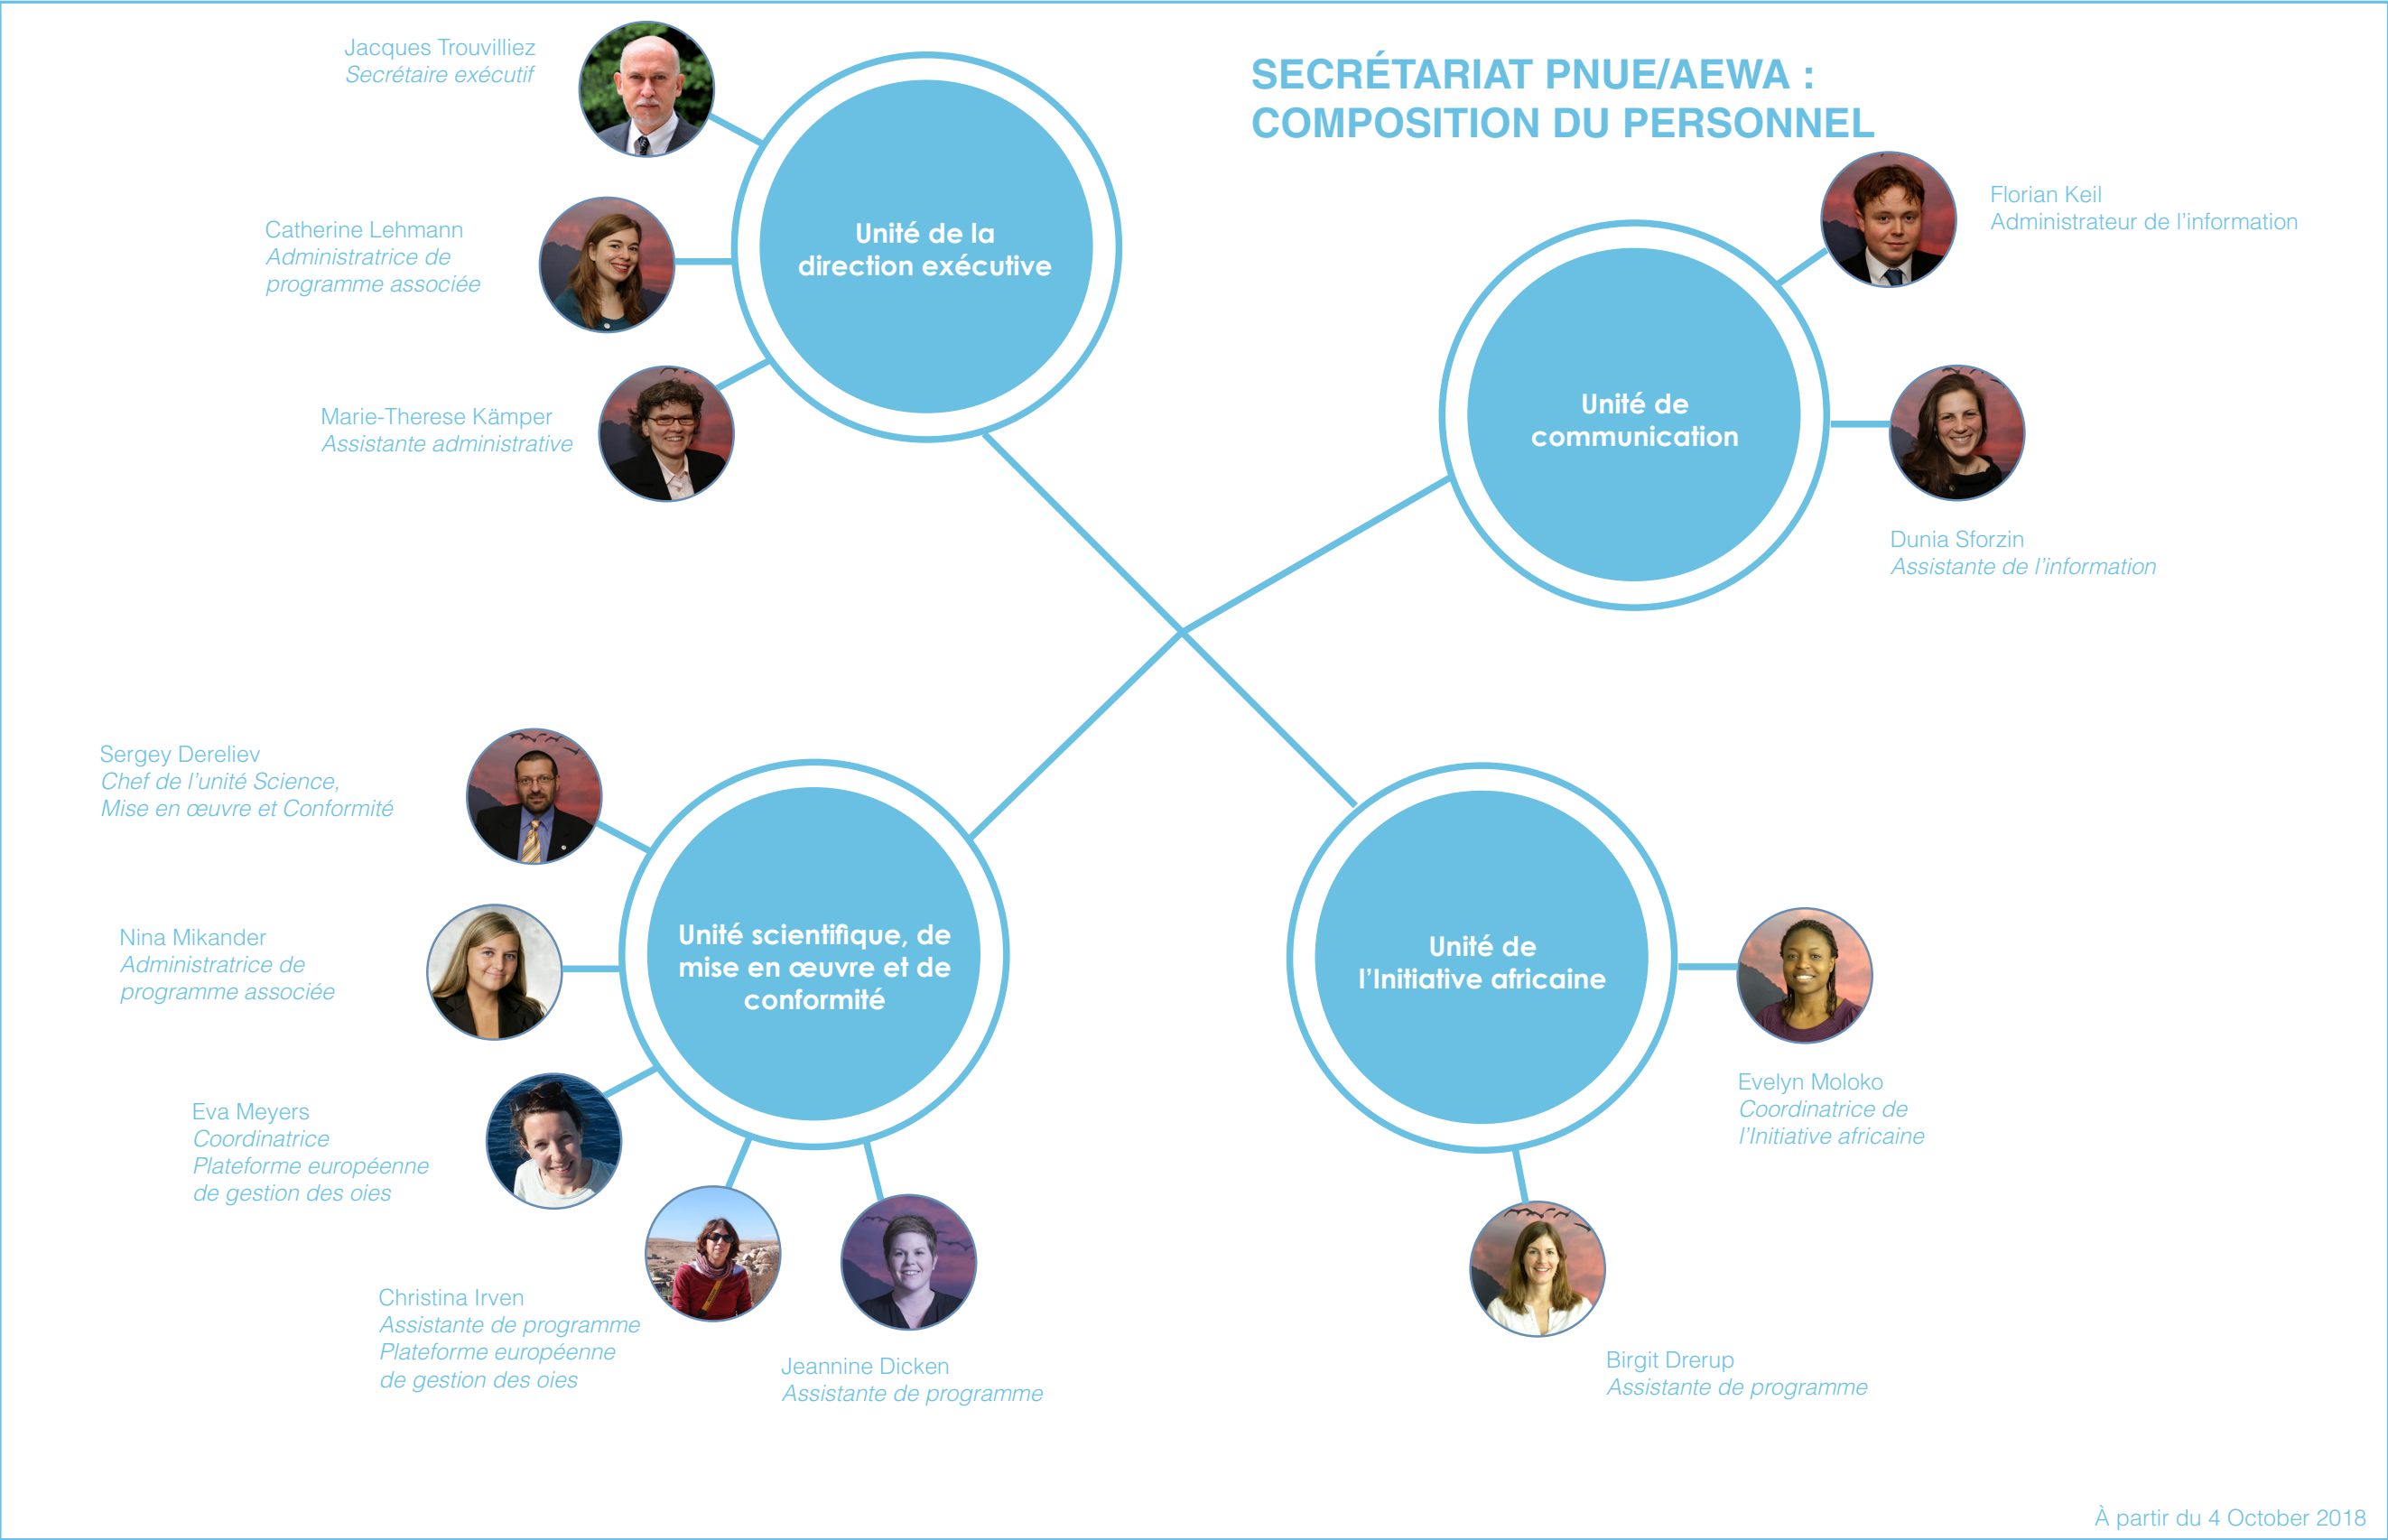 SECRÉTARIAT PNUE/AEWA :
COMPOSITION DU PERSONNEL
Jacques Trouvilliez
Secrétaire exécutif
Catherine Lehmann
Administratrice de
programme associée
Marie-Therese Kämper
Assistante administrative
Unité de la
direction exécutive
Florian Keil
Administrateur de l'information
Unité de
communication
Dunia Sforzin
Assistante de l'information
Sergey Dereliev
Chef de l'unité Science,
Mise en œuvre et Conformité
Nina Mikander
Administratrice de
programme associée
Eva Meyers
Coordinatrice
Plateforme européenne
de gestion des oies
Christina Irven
Assistante de programme
Plateforme européenne
de gestion des oies
Jeannine Dicken
Assistante de programme
Unité scientifique, de
mise en œuvre et de
conformité
Unité de
l'Initiative africaine
Evelyn Moloko
Coordinatrice de
l'Initiative africaine
Birgit Drerup
Assistante de programme
À partir du 4 October 2018